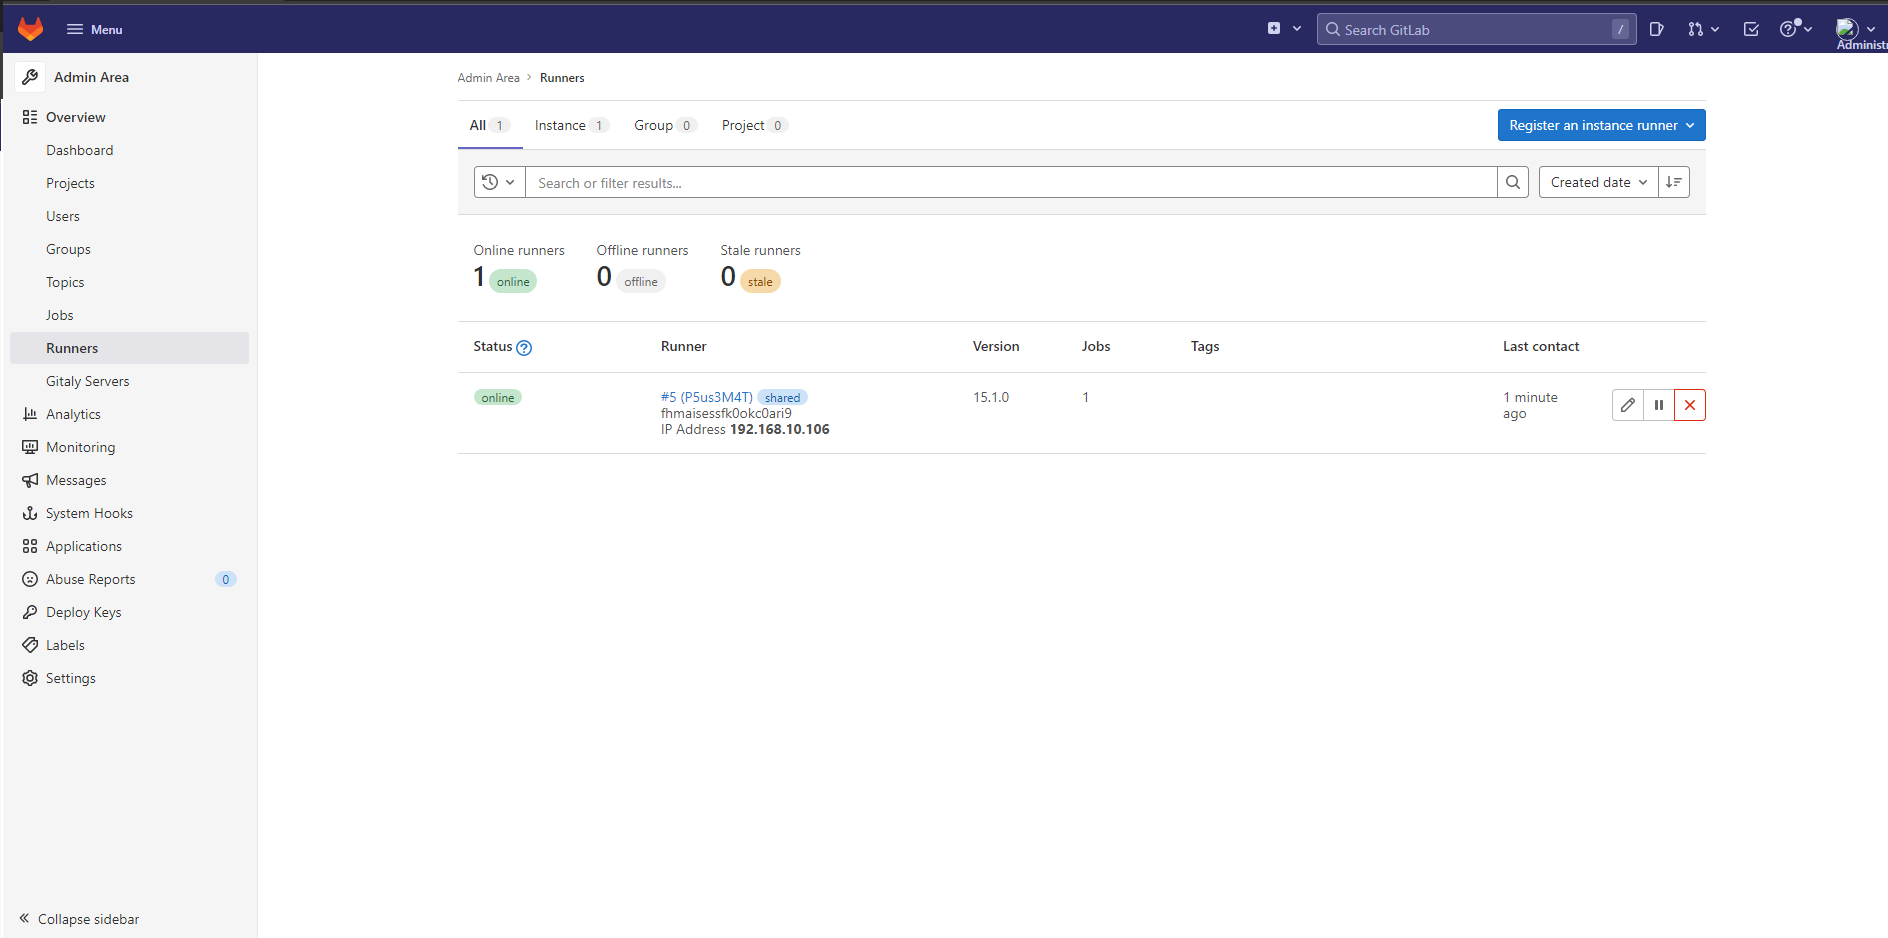 Menu
Search GitLab /
Administr
Admin Area
Overview
Dashboard
Projects
Users
Groups
Topics
Jobs
Runners
Gitaly Servers
Analytics
Monitoring
Messages
System Hooks
Applications
Abuse Reports 0
Deploy Keys
Labels
Settings
Collapse sidebar
Admin Area › Runners
All 1 Instance 1 Group 0 Project 0 Register an instance runner
Search or filter results... Created date
Online runners Offline runners Stale runners
1 online 0 offline 0 stale
Status Runner Version Jobs Tags Last contact
online #5 (P5us3M4T) shared 15.1.0 1 1 minute
fhmaisessfk0okc0ari9 ago
IP Address 192.168.10.106